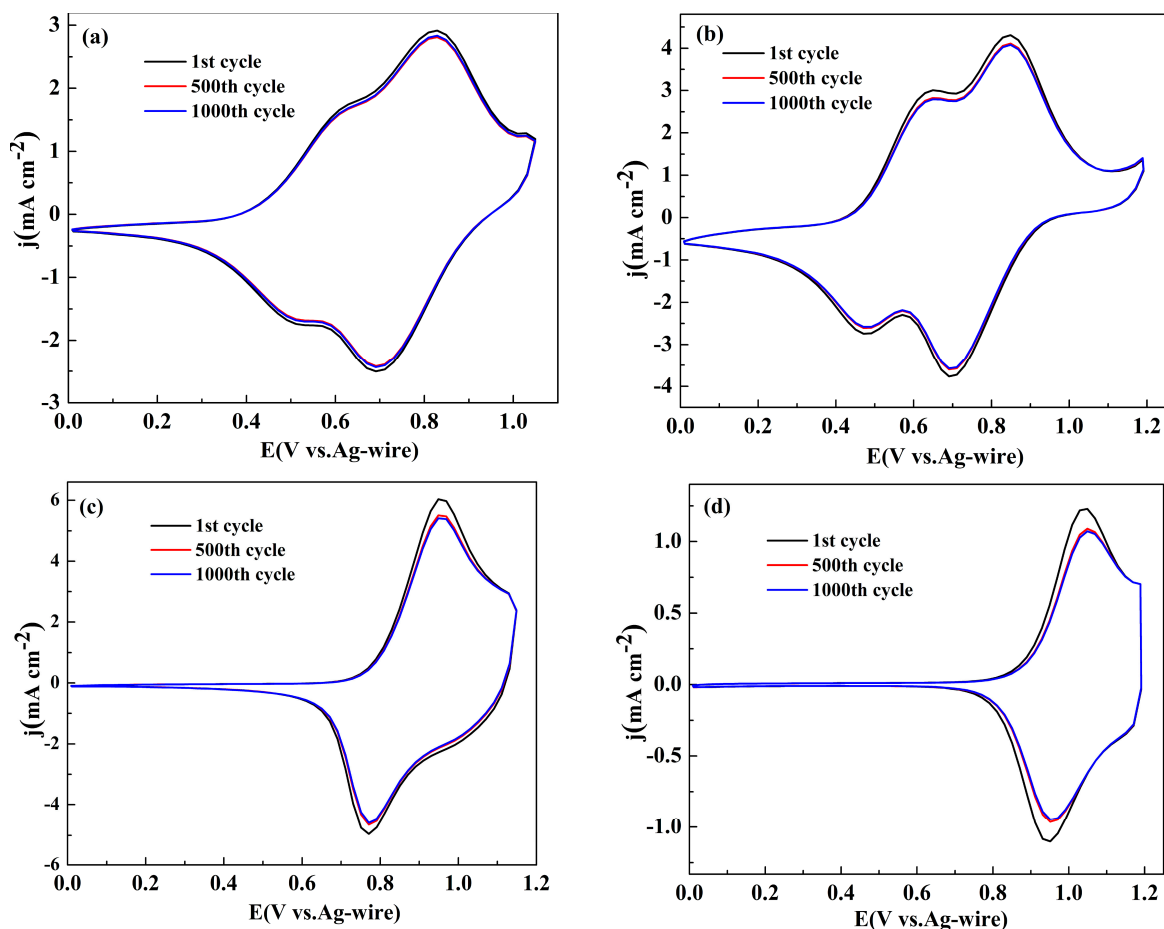 (a)
1st cycle
500th cycle
1000th cycle
j(mA cm-2)
3
2
1
0
-1
-2
-3
0.0 0.2 0.4 0.6 0.8 1.0
E(V vs.Ag-wire)
(b)
1st cycle
500th cycle
1000th cycle
j(mA cm-2)
4
3
2
1
0
-1
-2
-3
-4
0.0 0.2 0.4 0.6 0.8 1.0 1.2
E(V vs.Ag-wire)
(c)
1st cycle
500th cycle
1000th cycle
j(mA cm-2)
6
4
2
0
-2
-4
-6
0.0 0.2 0.4 0.6 0.8 1.0 1.2
E(V vs.Ag-wire)
(d)
1st cycle
500th cycle
1000th cycle
j(mA cm-2)
1.0
0.5
0.0
-0.5
-1.0
0.0 0.2 0.4 0.6 0.8 1.0 1.2
E(V vs.Ag-wire)